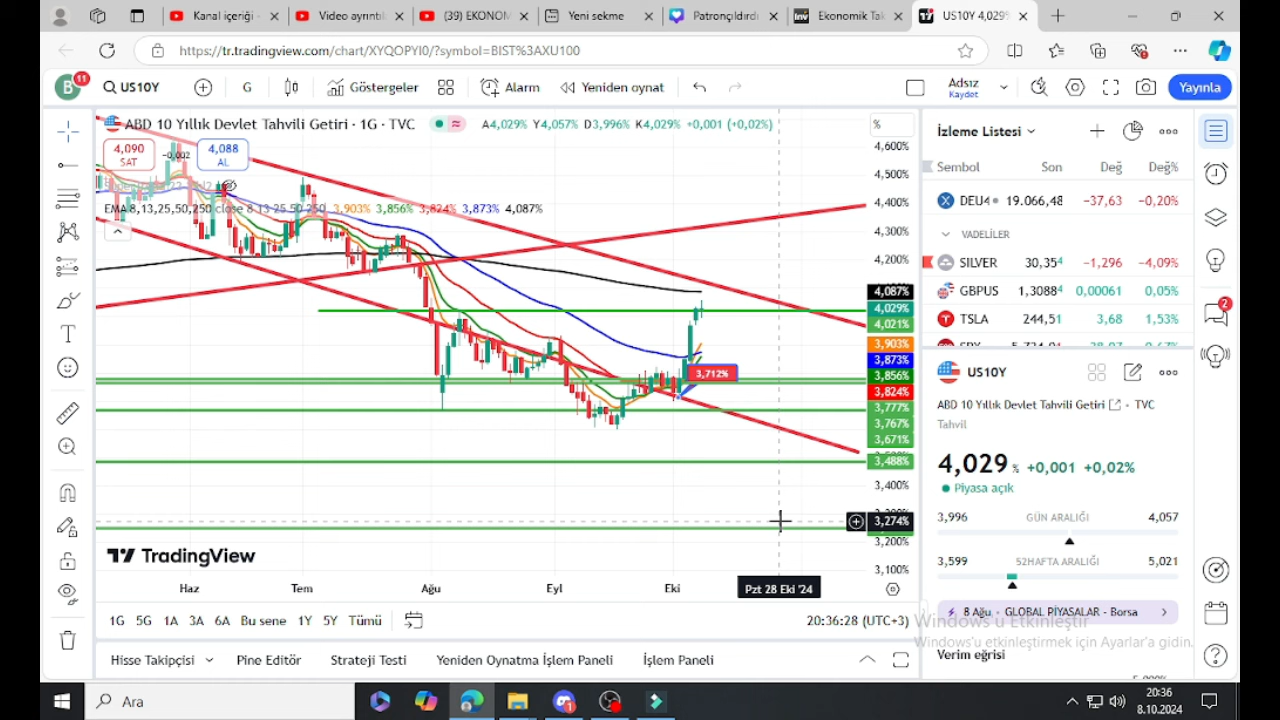 Kanal içeriği -
Video ayrıntıl
(39) EKONOM
Yeni sekme
Patronçıldırdı
Ekonomik Tak
US10Y 4,029%
https://tr.tradingview.com/chart/XYQOPYI0/?symbol=BIST%3AXU100
B 11
US10Y
G
Göstergeler
Alarm
Yeniden oynat
Adsız
Kaydet
Yayınla
ABD 10 Yıllık Devlet Tahvili Getiri · 1G · TVC
A4,029% Y4,057% D3,996% K4,029% +0,001 (+0,02%)
4,090
SAT
-0,002
4,088
AL
EMA 8,13,25,50,250 close 8 13 25 50 250 3,903% 3,856% 3,824% 3,873% 4,087%
%
4,600%
4,500%
4,400%
4,300%
4,200%
4,087%
4,029%
4,021%
3,903%
3,873%
3,856%
3,824%
3,777%
3,767%
3,671%
3,488%
3,400%
3,274%
3,200%
3,100%
3,712%
TradingView
Haz
Tem
Ağu
Eyl
Eki
Pzt 28 Eki '24
1G 5G 1A 3A 6A Bu sene 1Y 5Y Tümü
20:36:28 (UTC+3)
Hisse Takipçisi
Pine Editör
Strateji Testi
Yeniden Oynatma İşlem Paneli
İşlem Paneli
İzleme Listesi
Sembol Son Değ Değ%
DEU4 19.066,48 −37,63 −0,20%
VADELİLER
SILVER 30,354 −1,296 −4,09%
GBPUS 1,30884 0,00061 0,05%
TSLA 244,51 3,68 1,53%
US10Y
ABD 10 Yıllık Devlet Tahvili Getiri · TVC
Tahvil
4,029 % +0,001 +0,02%
Piyasa açık
3,996 GÜN ARALIĞI 4,057
3,599 52HAFTA ARALIĞI 5,021
8 Ağu. · GLOBAL PİYASALAR - Borsa
Windows'u Etkinleştir
Windows'u etkinleştirmek için Ayarlar'a gidin.
Verim eğrisi
2
Ara
1
20:36
8.10.2024